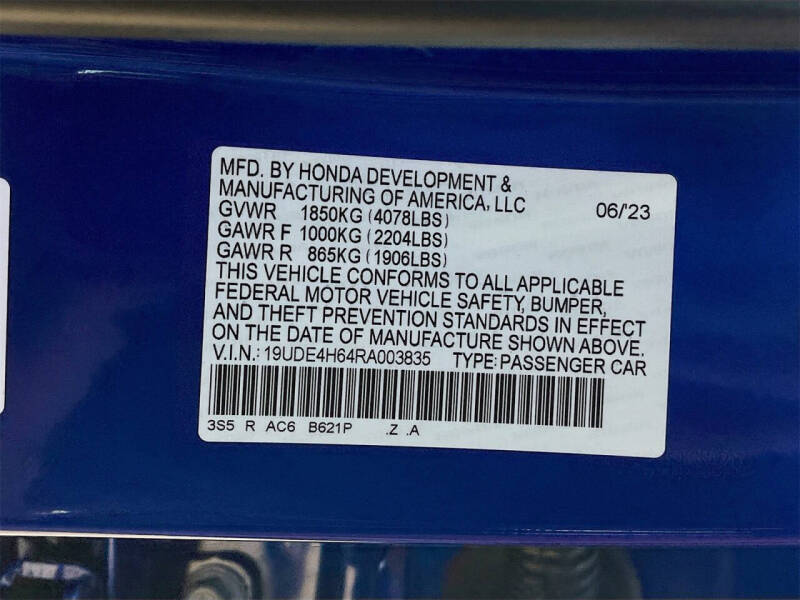 MFD. BY HONDA DEVELOPMENT &
MANUFACTURING OF AMERICA, LLC 06/'23
GVWR 1850KG (4078LBS)
GAWR F 1000KG (2204LBS)
GAWR R 865KG (1906LBS)
THIS VEHICLE CONFORMS TO ALL APPLICABLE
FEDERAL MOTOR VEHICLE SAFETY, BUMPER,
AND THEFT PREVENTION STANDARDS IN EFFECT
ON THE DATE OF MANUFACTURE SHOWN ABOVE.
V.I.N.: 19UDE4H64RA003835 TYPE: PASSENGER CAR
3S5 R AC6 B621P .Z .A